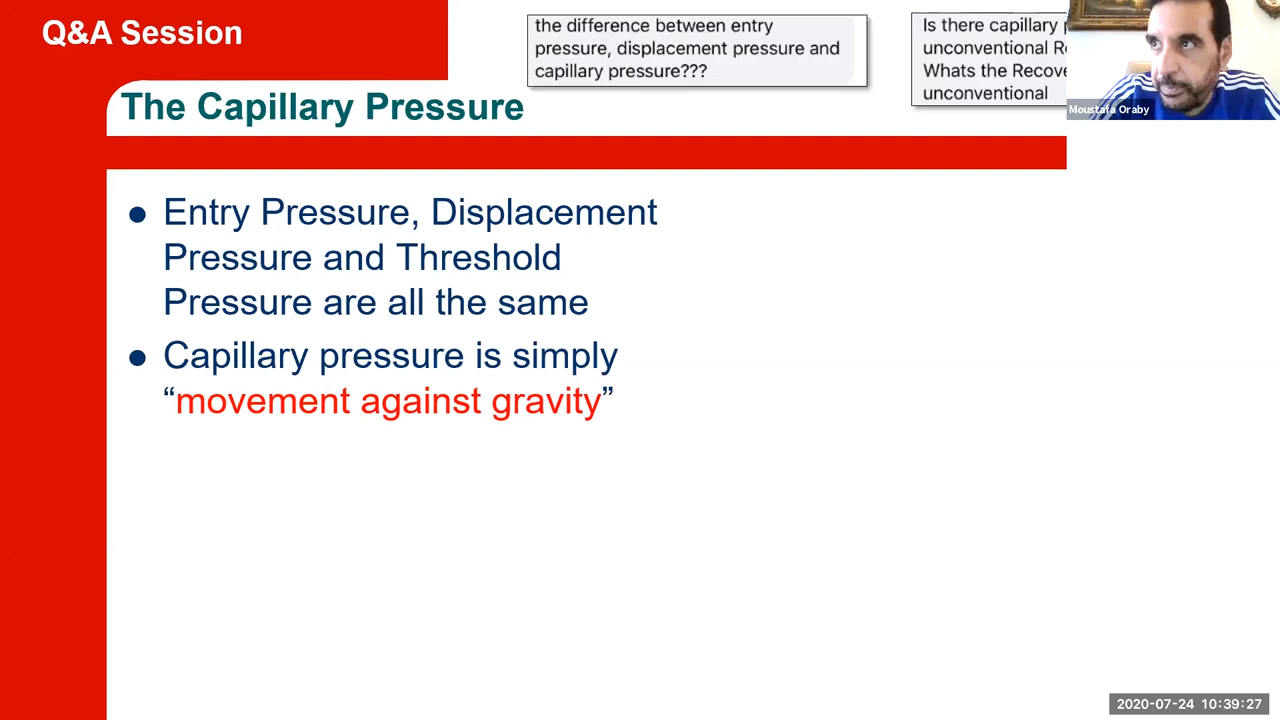 Q&A Session
the difference between entry
pressure, displacement pressure and
capillary pressure???
Is there capillary
unconventional
Whats the
unconventional
Moustafa Oraby
The Capillary Pressure
● Entry Pressure, Displacement
Pressure and Threshold
Pressure are all the same
● Capillary pressure is simply
“movement against gravity”
2020-07-24 10:39:27